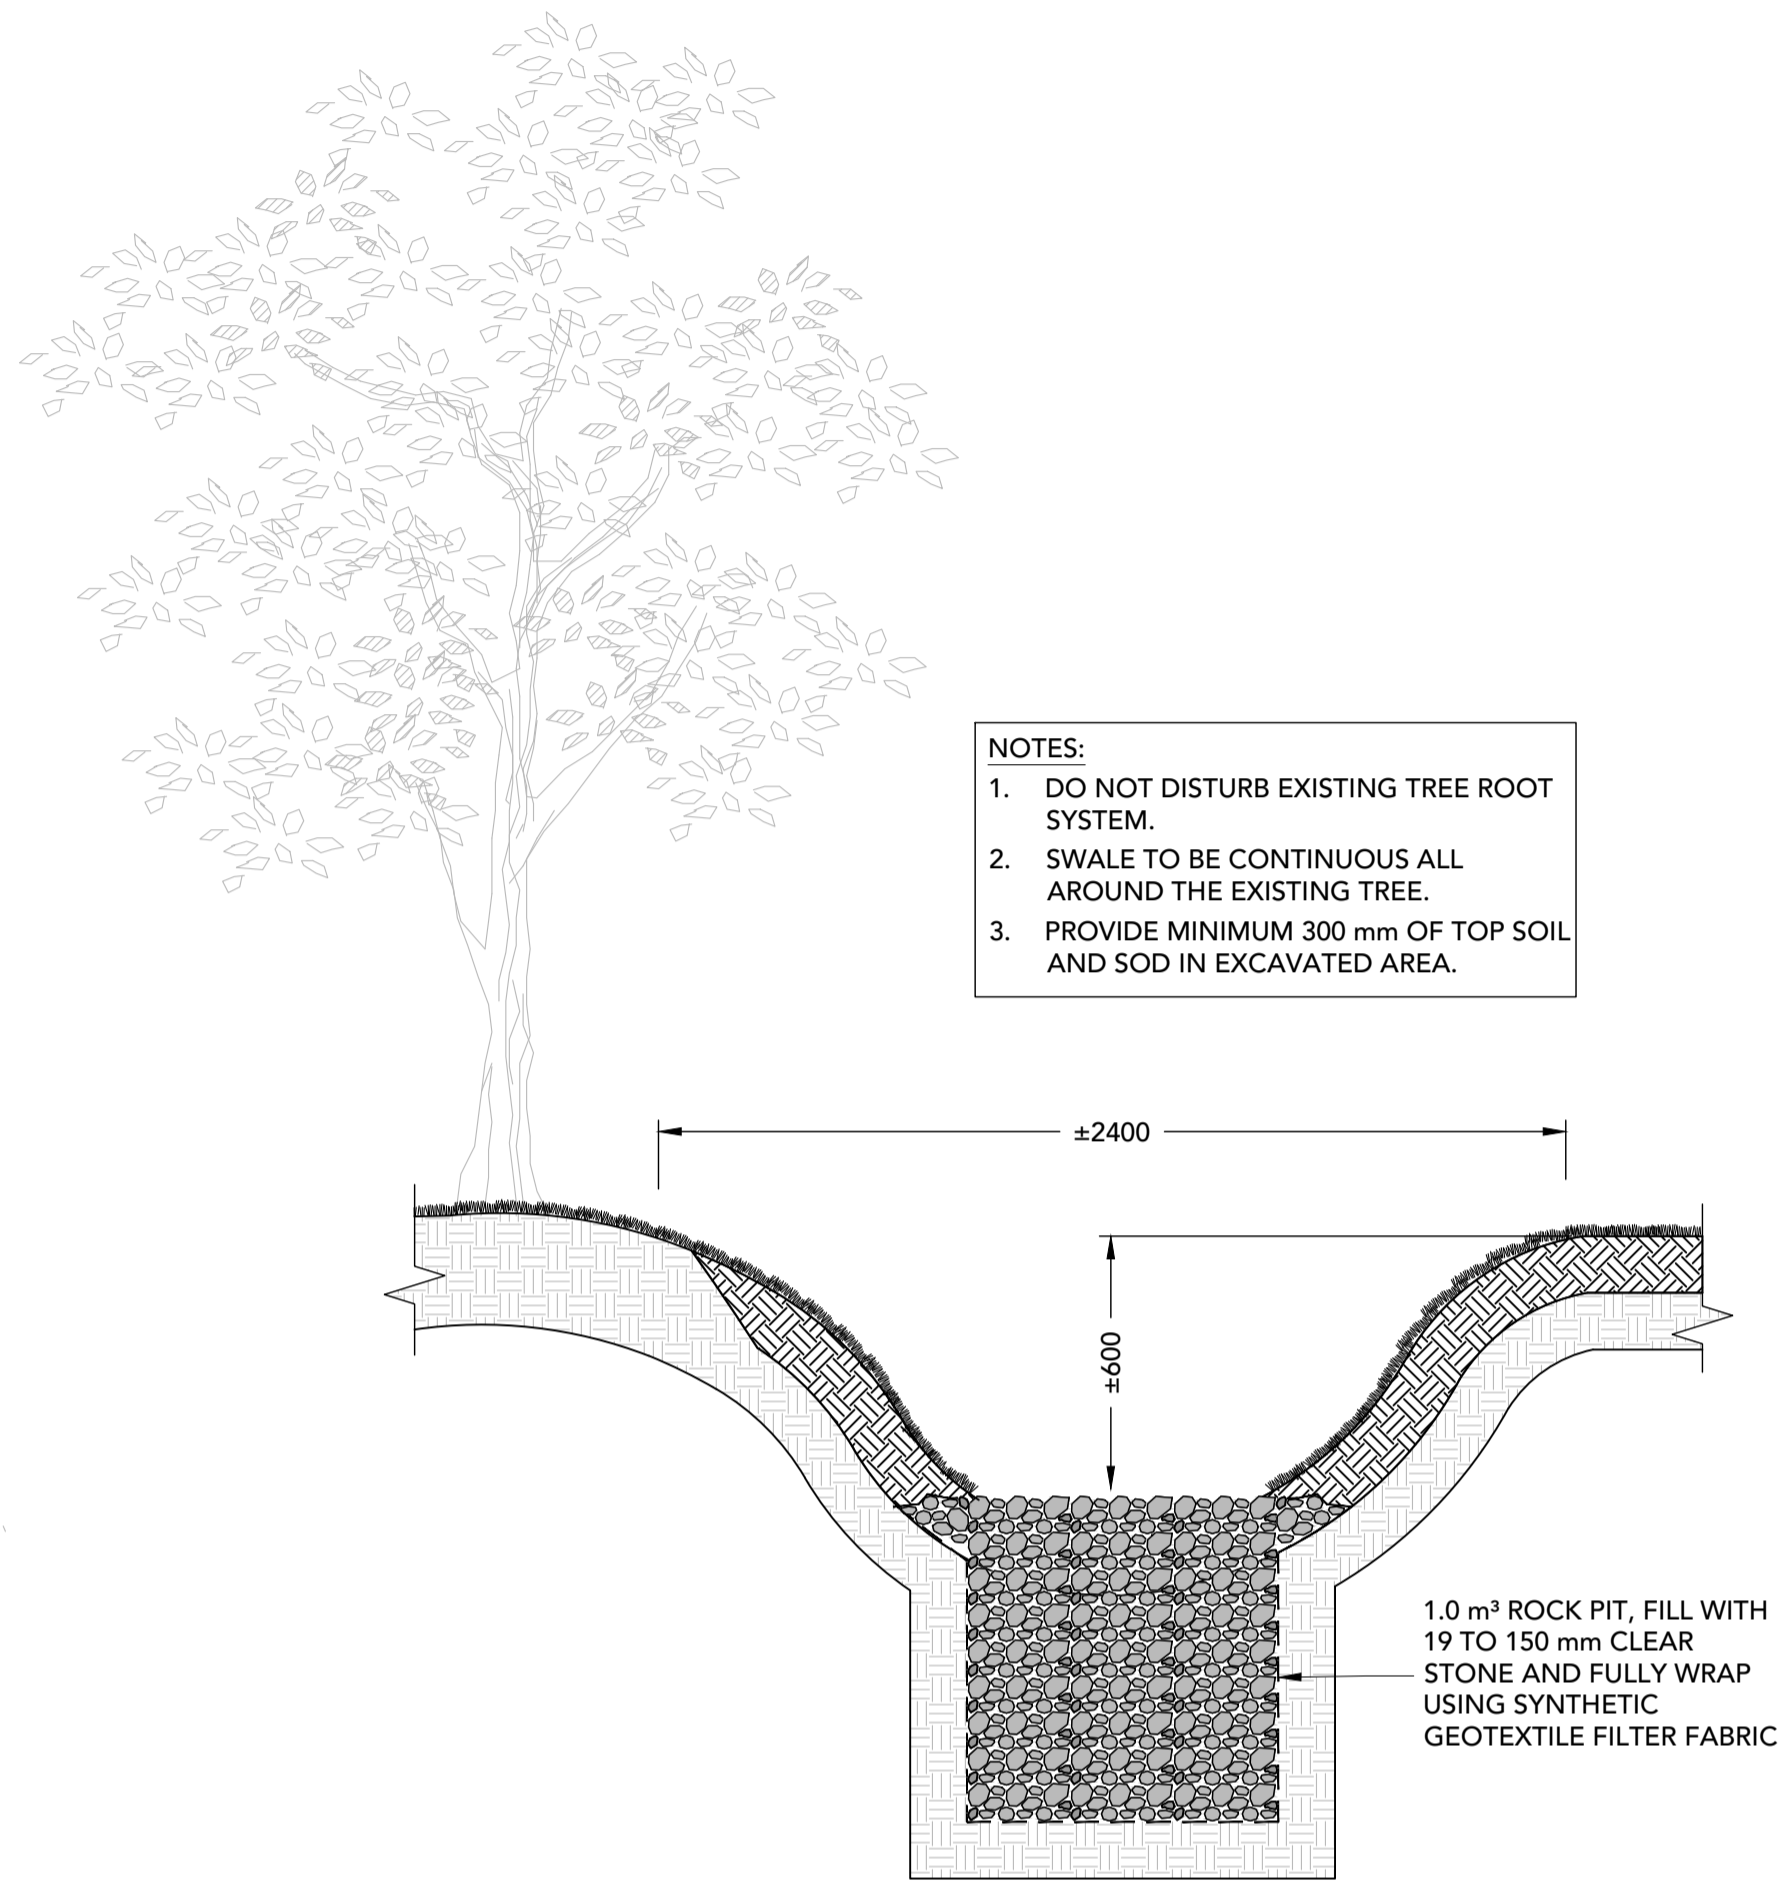 NOTES:
1. DO NOT DISTURB EXISTING TREE ROOT
SYSTEM.
2. SWALE TO BE CONTINUOUS ALL
AROUND THE EXISTING TREE.
3. PROVIDE MINIMUM 300 mm OF TOP SOIL
AND SOD IN EXCAVATED AREA.
±2400
±600
1.0 m³ ROCK PIT, FILL WITH
19 TO 150 mm CLEAR
STONE AND FULLY WRAP
USING SYNTHETIC
GEOTEXTILE FILTER FABRIC